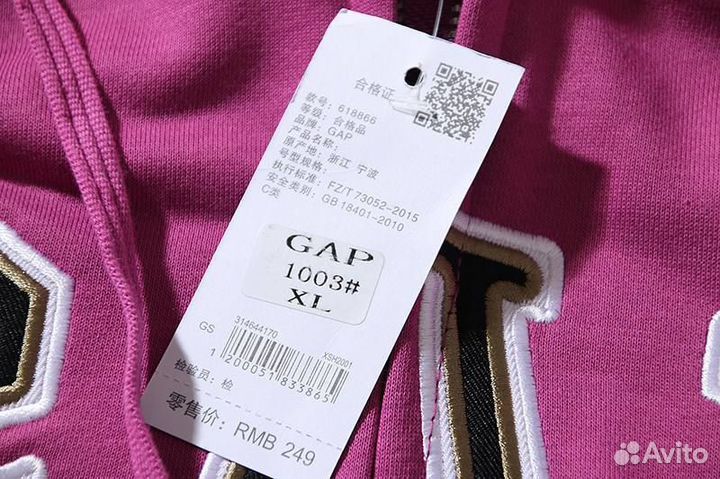 合格证
款号: 618866
等级: 合格品
品牌: GAP
产品名称:
原产地: 浙江 宁波
号型规格:
执行标准: FZ/T 73052-2015
安全类别: GB 18401-2010
C类
GAP
1003#
XL
314644170
GS
XSH2001
1 200051 833865
检验员: 检
零售价: RMB 249
Avito